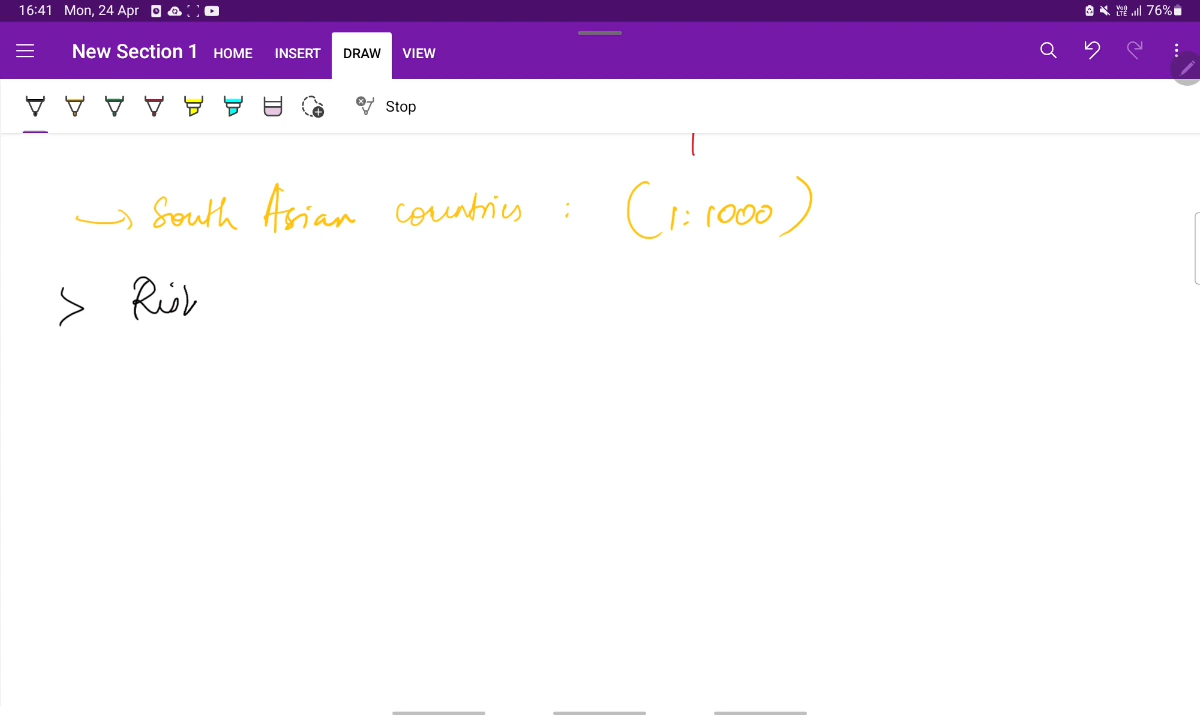 16:41 Mon, 24 Apr 76%
New Section 1 HOME INSERT DRAW VIEW
Stop
→ South Asian countries : (1:1000)
> Risk